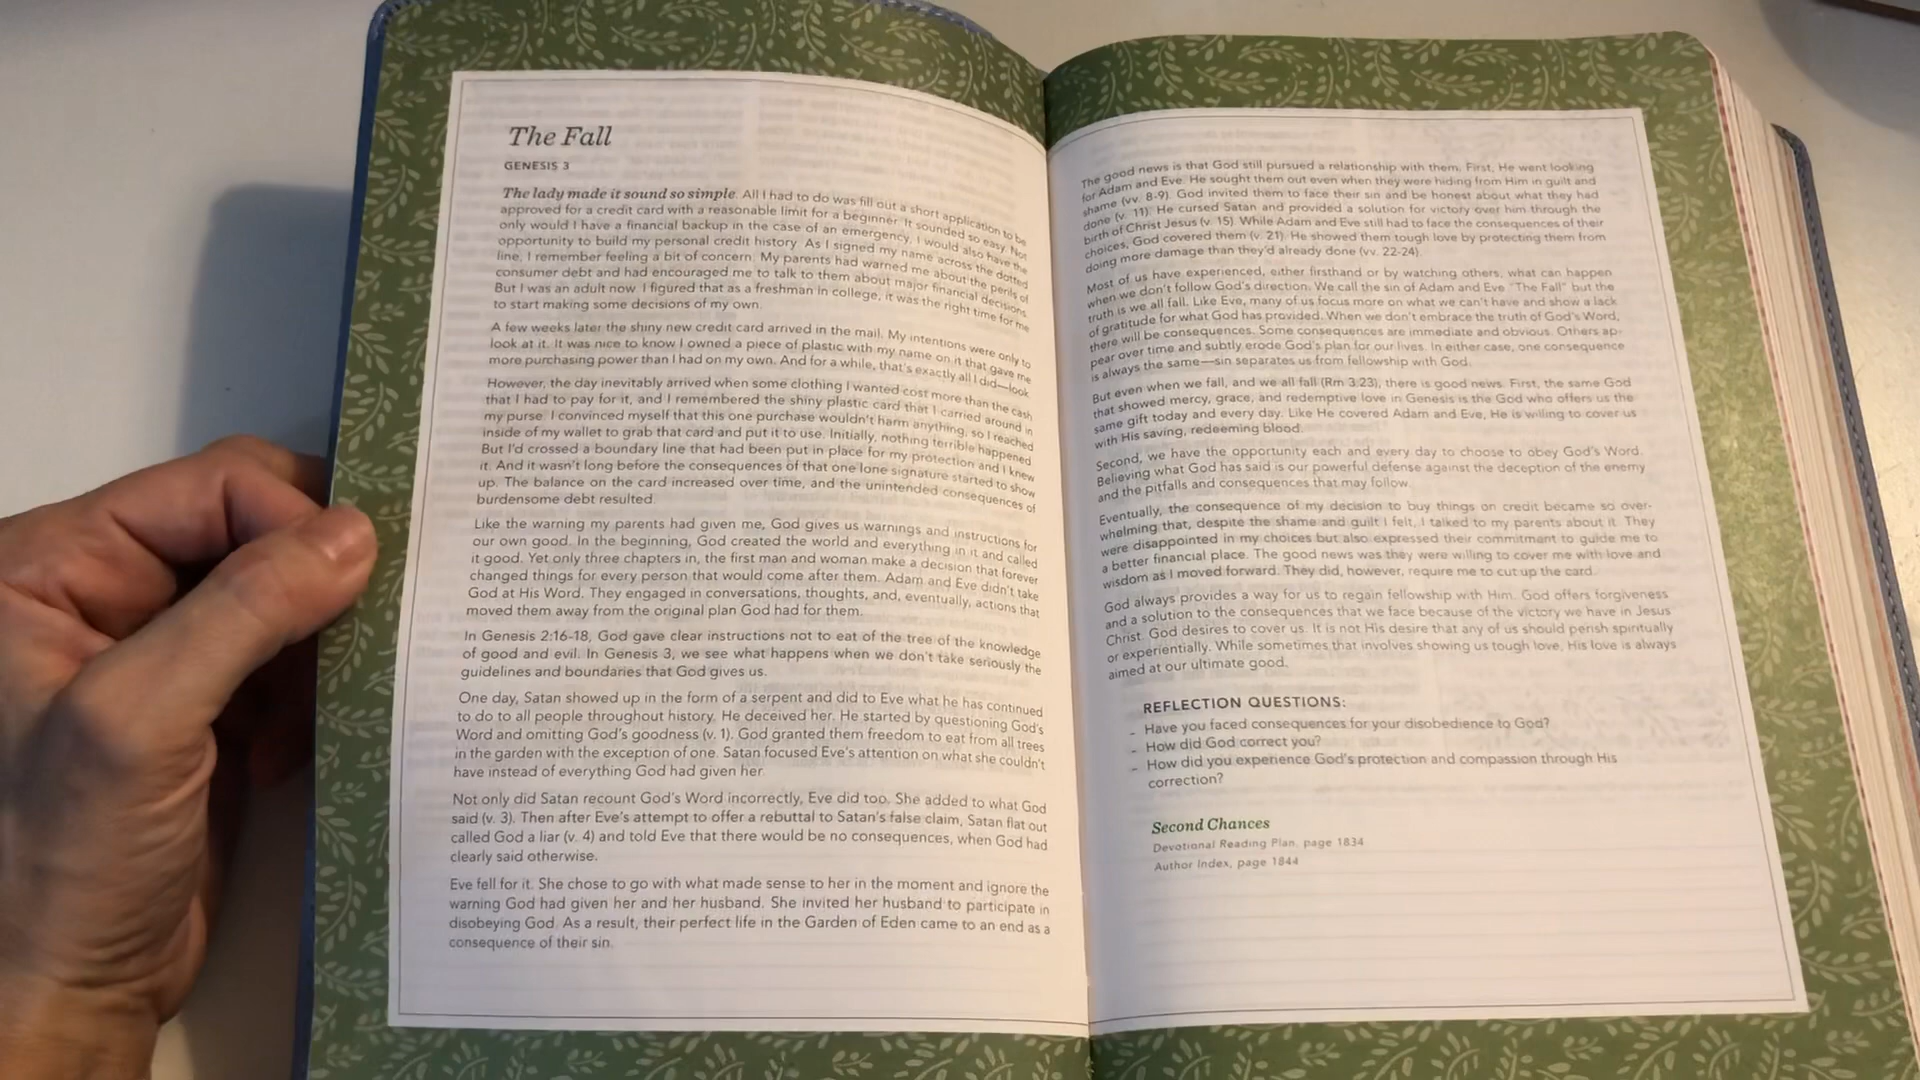 The Fall
GENESIS 3
The lady made it sound so simple. All I had to do was fill out a short application to be
approved for a credit card with a reasonable limit for a beginner. It sounded so easy. Not
only would I have a financial backup in the case of an emergency, I would also have the
opportunity to build my personal credit history. As I signed my name across the dotted
line, I remember feeling a bit of concern. My parents had warned me about the perils of
consumer debt and had encouraged me to talk to them about major financial decisions.
But I was an adult now. I figured that as a freshman in college, it was the right time for me
to start making some decisions of my own.
A few weeks later the shiny new credit card arrived in the mail. My intentions were only to
look at it. It was nice to know I owned a piece of plastic with my name on it that gave me
more purchasing power than I had on my own. And for a while, that's exactly all I did—look
However, the day inevitably arrived when some clothing I wanted cost more than the cash
that I had to pay for it, and I remembered the shiny plastic card that I carried around in
my purse. I convinced myself that this one purchase wouldn't harm anything, so I reached
inside of my wallet to grab that card and put it to use. Initially, nothing terrible happened
But I'd crossed a boundary line that had been put in place for my protection and I knew
it. And it wasn't long before the consequences of that one lone signature started to show
up. The balance on the card increased over time, and the unintended consequences of
burdensome debt resulted.
Like the warning my parents had given me, God gives us warnings and instructions for
our own good. In the beginning, God created the world and everything in it and called
it good. Yet only three chapters in, the first man and woman make a decision that forever
changed things for every person that would come after them. Adam and Eve didn't take
God at His Word. They engaged in conversations, thoughts, and, eventually, actions that
moved them away from the original plan God had for them.
In Genesis 2:16-18, God gave clear instructions not to eat of the tree of the knowledge
of good and evil. In Genesis 3, we see what happens when we don't take seriously the
guidelines and boundaries that God gives us.
One day, Satan showed up in the form of a serpent and did to Eve what he has continued
to do to all people throughout history. He deceived her. He started by questioning God's
Word and omitting God's goodness (v. 1). God granted them freedom to eat from all trees
in the garden with the exception of one. Satan focused Eve's attention on what she couldn't
have instead of everything God had given her.
Not only did Satan recount God's Word incorrectly, Eve did too. She added to what God
said (v. 3). Then after Eve's attempt to offer a rebuttal to Satan's false claim, Satan flat out
called God a liar (v. 4) and told Eve that there would be no consequences, when God had
clearly said otherwise.
Eve fell for it. She chose to go with what made sense to her in the moment and ignore the
warning God had given her and her husband. She invited her husband to participate in
disobeying God. As a result, their perfect life in the Garden of Eden came to an end as a
consequence of their sin.
The good news is that God still pursued a relationship with them. First, He went looking
for Adam and Eve. He sought them out even when they were hiding from Him in guilt and
shame (vv. 8-9). God invited them to face their sin and be honest about what they had
done (v. 11). He cursed Satan and provided a solution for victory over him through the
birth of Christ Jesus (v. 15). While Adam and Eve still had to face the consequences of their
choices, God covered them (v. 21). He showed them tough love by protecting them from
doing more damage than they'd already done (vv. 22-24).
Most of us have experienced, either firsthand or by watching others, what can happen
when we don't follow God's direction. We call the sin of Adam and Eve "The Fall" but the
truth is we all fall. Like Eve, many of us focus more on what we can't have and show a lack
of gratitude for what God has provided. When we don't embrace the truth of God's Word,
there will be consequences. Some consequences are immediate and obvious. Others ap-
pear over time and subtly erode God's plan for our lives. In either case, one consequence
is always the same—sin separates us from fellowship with God.
But even when we fall, and we all fall (Rm 3:23), there is good news. First, the same God
that showed mercy, grace, and redemptive love in Genesis is the God who offers us the
same gift today and every day. Like He covered Adam and Eve, He is willing to cover us
with His saving, redeeming blood.
Second, we have the opportunity each and every day to choose to obey God's Word.
Believing what God has said is our powerful defense against the deception of the enemy
and the pitfalls and consequences that may follow.
Eventually, the consequence of my decision to buy things on credit became so over-
whelming that, despite the shame and guilt I felt, I talked to my parents about it. They
were disappointed in my choices but also expressed their commitment to guide me to
a better financial place. The good news was they were willing to cover me with love and
wisdom as I moved forward. They did, however, require me to cut up the card.
God always provides a way for us to regain fellowship with Him. God offers forgiveness
and a solution to the consequences that we face because of the victory we have in Jesus
Christ. God desires to cover us. It is not His desire that any of us should perish spiritually
or experientially. While sometimes that involves showing us tough love, His love is always
aimed at our ultimate good.
REFLECTION QUESTIONS:
- Have you faced consequences for your disobedience to God?
- How did God correct you?
- How did you experience God's protection and compassion through His
correction?
Second Chances
Devotional Reading Plan, page 1834
Author Index, page 1844